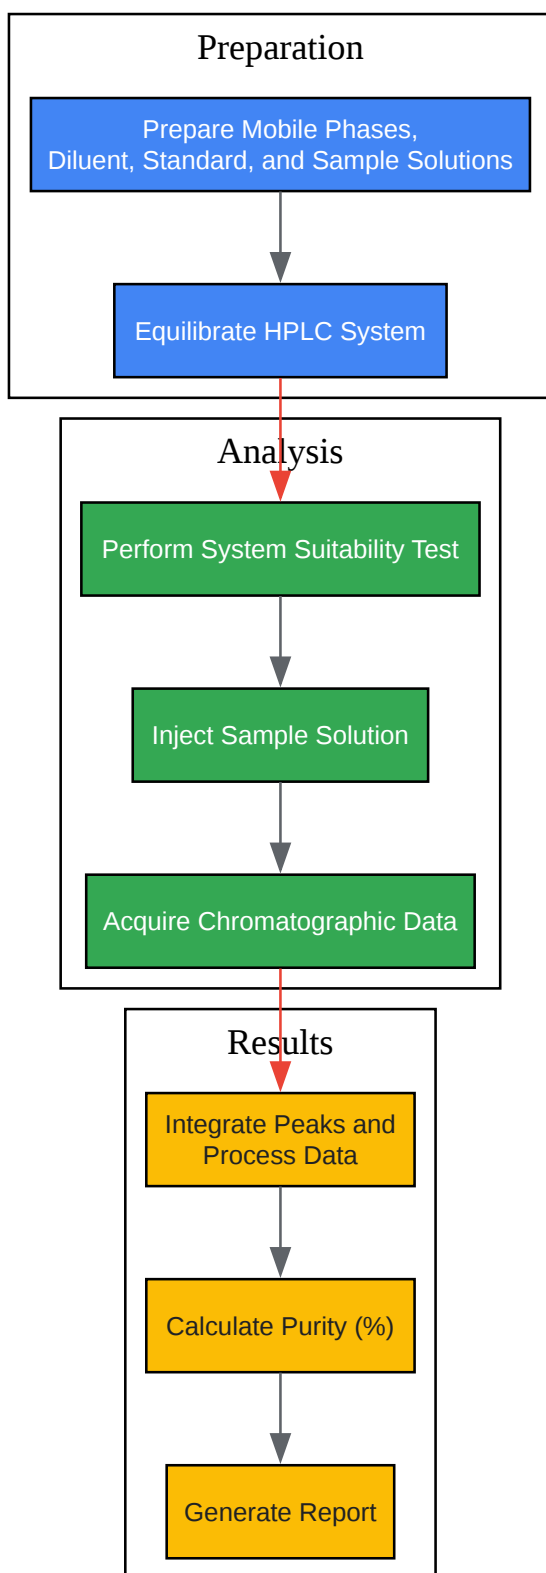 Preparation
Prepare Mobile Phases,
Diluent, Standard, and Sample Solutions
Equilibrate HPLC System
Analysis
Perform System Suitability Test
Inject Sample Solution
Acquire Chromatographic Data
Results
Integrate Peaks and
Process Data
Calculate Purity (%)
Generate Report